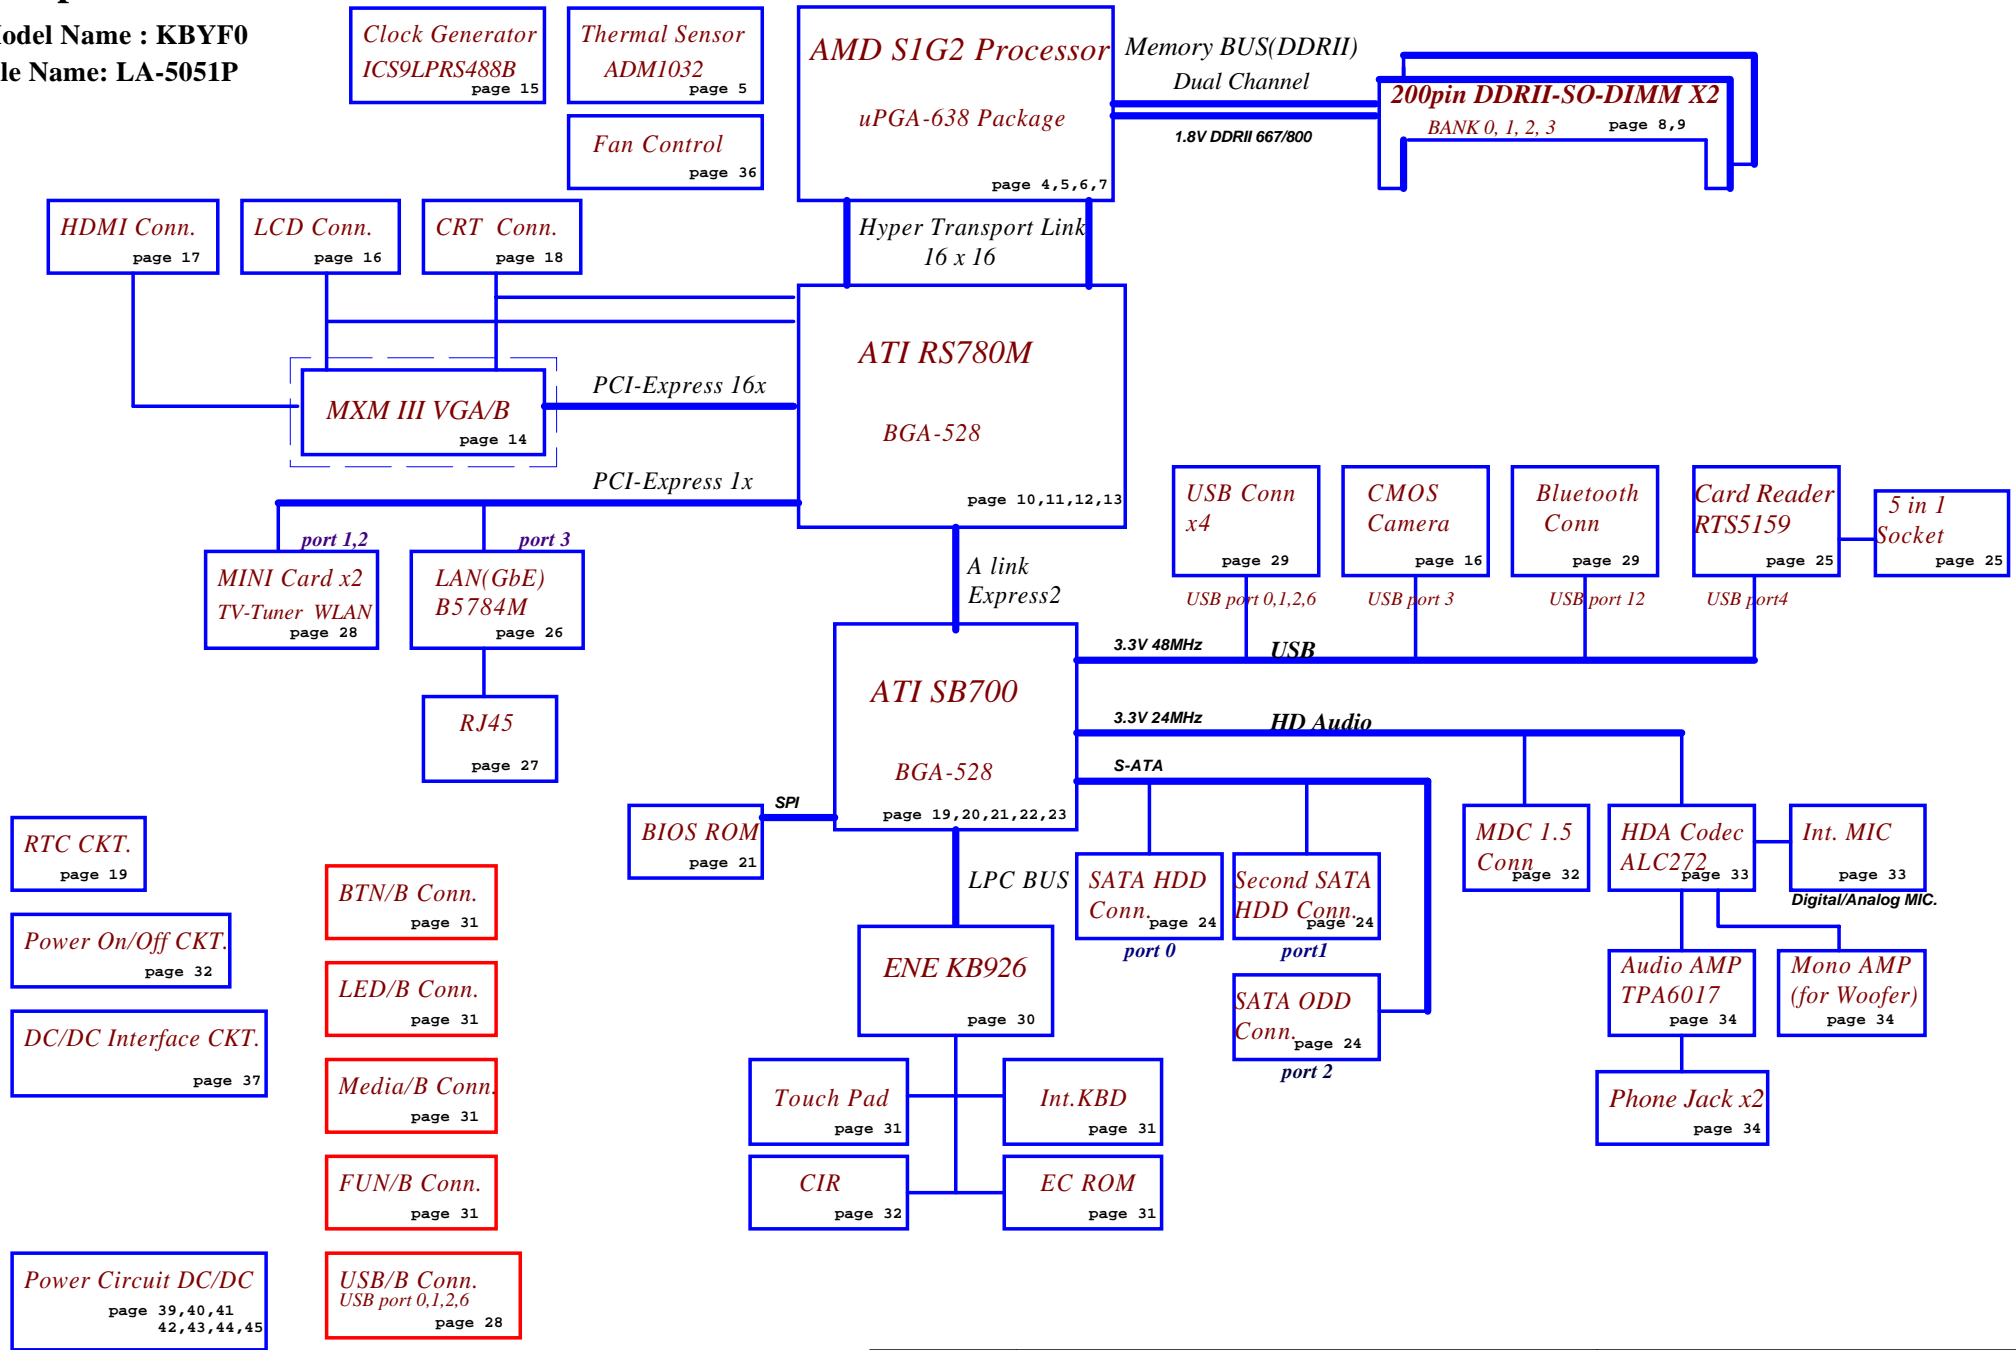 Model Name : KBYF0
File Name: LA-5051P
Clock Generator
ICS9LPRS488B
page 15
Thermal Sensor
ADM1032
page 5
Fan Control
page 36
AMD S1G2 Processor
uPGA-638 Package
page 4,5,6,7
Memory BUS(DDRII)
Dual Channel
1.8V DDRII 667/800
200pin DDRII-SO-DIMM X2
BANK 0, 1, 2, 3
page 8,9
HDMI Conn.
page 17
LCD Conn.
page 16
CRT Conn.
page 18
Hyper Transport Link
16 x 16
MXM III VGA/B
page 14
PCI-Express 16x
ATI RS780M
BGA-528
page 10,11,12,13
PCI-Express 1x
port 1,2
MINI Card x2
TV-Tuner WLAN
page 28
port 3
LAN(GbE)
B5784M
page 26
RJ45
page 27
A link
Express2
USB Conn
x4
page 29
USB port 0,1,2,6
CMOS
Camera
page 16
USB port 3
Bluetooth
Conn
page 29
USB port 12
Card Reader
RTS5159
page 25
USB port4
5 in 1
Socket
page 25
ATI SB700
BGA-528
page 19,20,21,22,23
3.3V 48MHz
USB
3.3V 24MHz
HD Audio
S-ATA
SPI
BIOS ROM
page 21
LPC BUS
SATA HDD
Conn.
page 24
port 0
Second SATA
HDD Conn.
page 24
port1
SATA ODD
Conn.
page 24
port 2
MDC 1.5
Conn
page 32
HDA Codec
ALC272
page 33
Int. MIC
page 33
Digital/Analog MIC.
Audio AMP
TPA6017
page 34
Mono AMP
(for Woofer)
page 34
Phone Jack x2
page 34
ENE KB926
page 30
Touch Pad
page 31
Int.KBD
page 31
CIR
page 32
EC ROM
page 31
RTC CKT.
page 19
Power On/Off CKT.
page 32
DC/DC Interface CKT.
page 37
Power Circuit DC/DC
page 39,40,41
42,43,44,45
BTN/B Conn.
page 31
LED/B Conn.
page 31
Media/B Conn.
page 31
FUN/B Conn.
page 31
USB/B Conn.
USB port 0,1,2,6
page 28